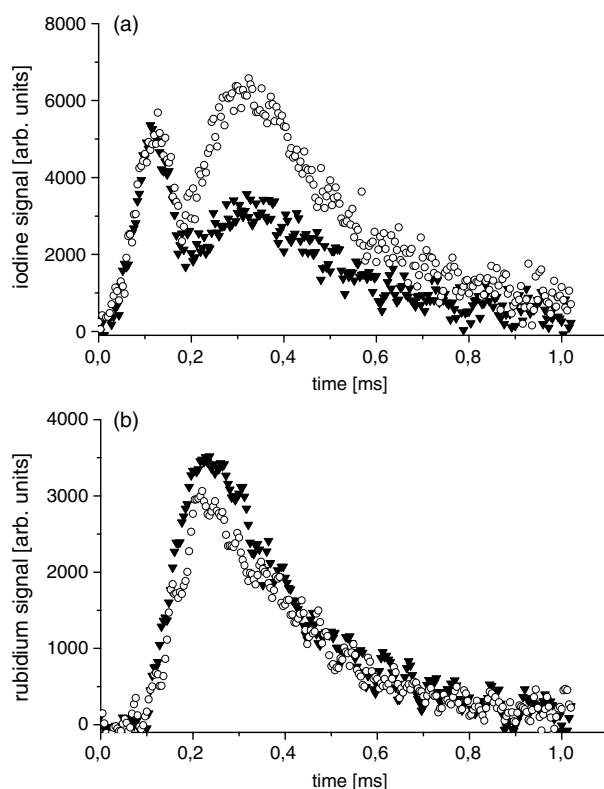 (a)
8000
6000
4000
2000
0
iodine signal [arb. units]
0,0 0,2 0,4 0,6 0,8 1,0
time [ms]
(b)
4000
3000
2000
1000
0
rubidium signal [arb. units]
0,0 0,2 0,4 0,6 0,8 1,0
time [ms]